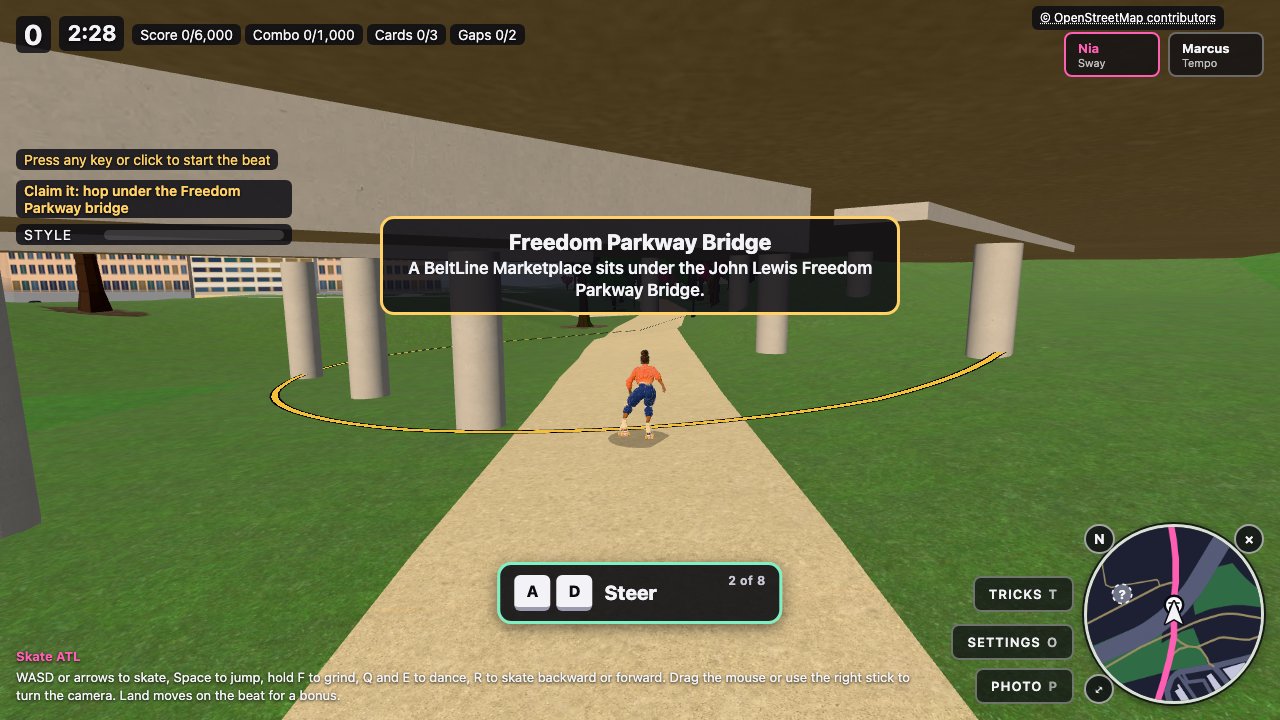 0
2:28
Score 0/6,000
Combo 0/1,000
Cards 0/3
Gaps 0/2
© OpenStreetMap contributors
Nia
Sway
Marcus
Tempo
Press any key or click to start the beat
Claim it: hop under the Freedom
Parkway bridge
STYLE
Freedom Parkway Bridge
A BeltLine Marketplace sits under the John Lewis Freedom
Parkway Bridge.
A
D
Steer
2 of 8
N
×
?
TRICKS T
SETTINGS O
PHOTO P
Skate ATL
WASD or arrows to skate, Space to jump, hold F to grind, Q and E to dance, R to skate backward or forward. Drag the mouse or use the right stick to
turn the camera. Land moves on the beat for a bonus.